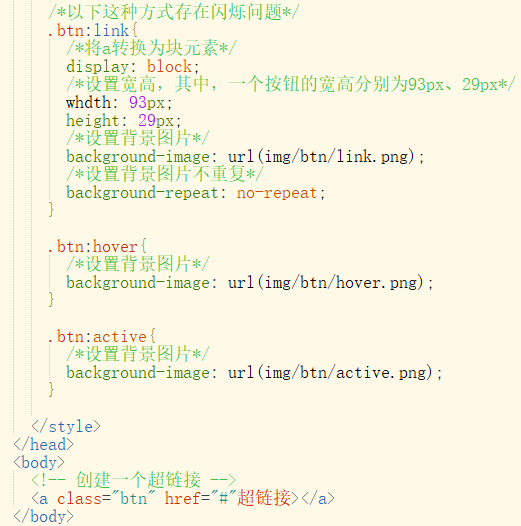 /*以下这种方式存在闪烁问题*/
.btn:link{
/*将a转换为块元素*/
display: block;
/*设置宽高，其中，一个按钮的宽高分别为93px、29px*/
whdth: 93px;
height: 29px;
/*设置背景图片*/
background-image: url(img/btn/link.png);
/*设置背景图片不重复*/
background-repeat: no-repeat;
}
.btn:hover{
/*设置背景图片*/
background-image: url(img/btn/hover.png);
}
.btn:active{
/*设置背景图片*/
background-image: url(img/btn/active.png);
}
</style>
</head>
<body>
<!-- 创建一个超链接 -->
<a class="btn" href="#"超链接></a>
</body>